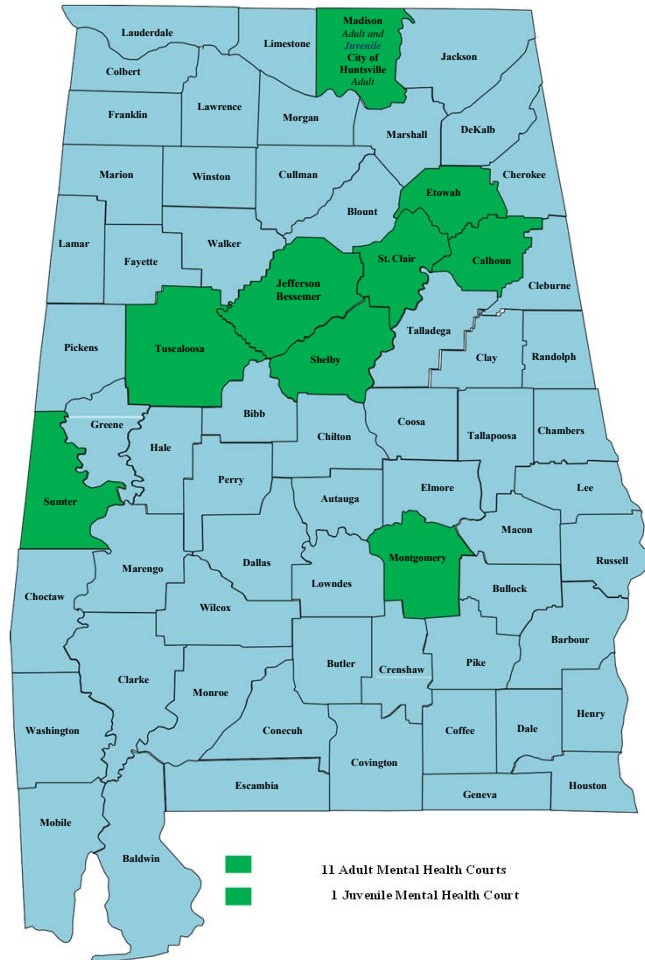 Lauderdale
Limestone
Madison
Adult and
Juvenile
City of
Huntsville
Adult
Jackson
Colbert
Franklin
Lawrence
Morgan
Marshall
DeKalb
Cherokee
Marion
Winston
Cullman
Etowah
Blount
Lamar
Fayette
Walker
St. Clair
Calhoun
Cleburne
Jefferson
Bessemer
Pickens
Tuscaloosa
Shelby
Talladega
Clay
Randolph
Greene
Hale
Bibb
Chilton
Coosa
Tallapoosa
Chambers
Sumter
Perry
Autauga
Elmore
Lee
Macon
Russell
Choctaw
Marengo
Dallas
Lowndes
Montgomery
Bullock
Wilcox
Butler
Crenshaw
Pike
Barbour
Clarke
Monroe
Washington
Conecuh
Coffee
Dale
Henry
Covington
Escambia
Geneva
Houston
Mobile
Baldwin
11 Adult Mental Health Courts
1 Juvenile Mental Health Court